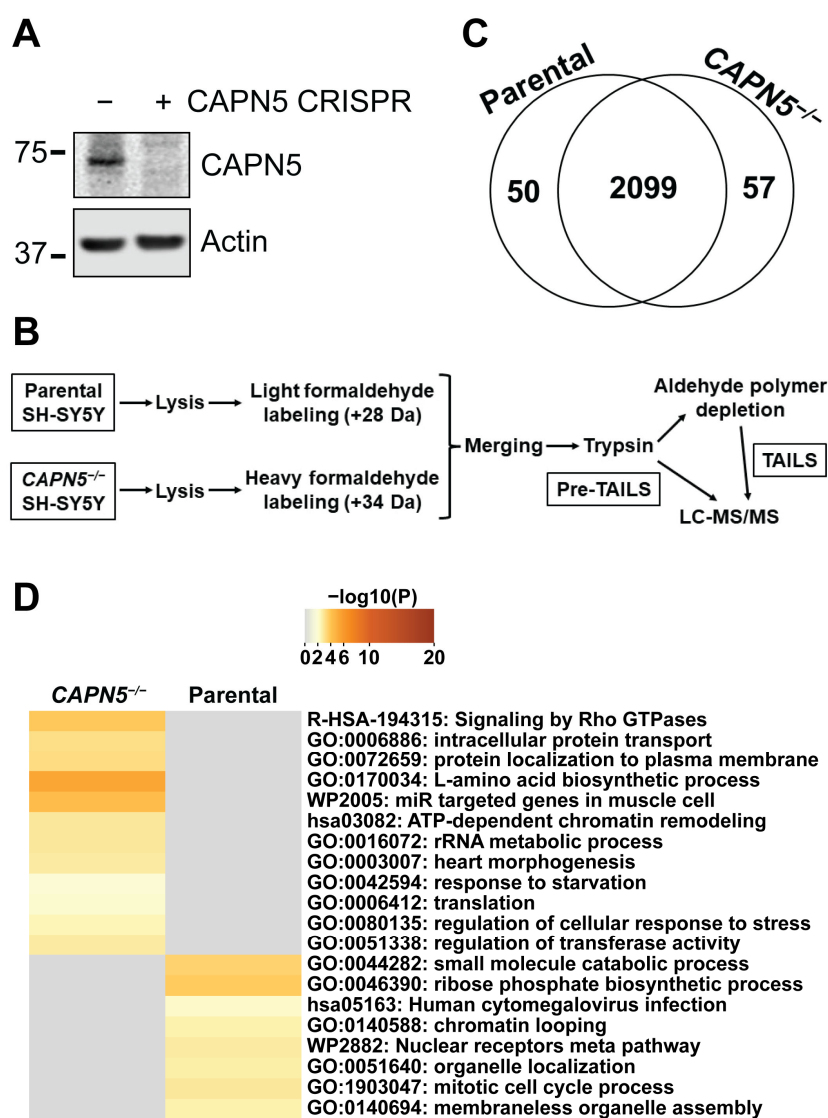 A
− + CAPN5 CRISPR
75
CAPN5
37
Actin
C
Parental
CAPN5−/−
50
2099
57
B
Parental
SH-SY5Y
Lysis
Light formaldehyde
labeling (+28 Da)
CAPN5−/−
SH-SY5Y
Lysis
Heavy formaldehyde
labeling (+34 Da)
Merging
Trypsin
Aldehyde polymer
depletion
TAILS
Pre-TAILS
LC-MS/MS
D
−log10(P)
0 2 4 6 10 20
CAPN5−/− Parental
R-HSA-194315: Signaling by Rho GTPases
GO:0006886: intracellular protein transport
GO:0072659: protein localization to plasma membrane
GO:0170034: L-amino acid biosynthetic process
WP2005: miR targeted genes in muscle cell
hsa03082: ATP-dependent chromatin remodeling
GO:0016072: rRNA metabolic process
GO:0003007: heart morphogenesis
GO:0042594: response to starvation
GO:0006412: translation
GO:0080135: regulation of cellular response to stress
GO:0051338: regulation of transferase activity
GO:0044282: small molecule catabolic process
GO:0046390: ribose phosphate biosynthetic process
hsa05163: Human cytomegalovirus infection
GO:0140588: chromatin looping
WP2882: Nuclear receptors meta pathway
GO:0051640: organelle localization
GO:1903047: mitotic cell cycle process
GO:0140694: membraneless organelle assembly